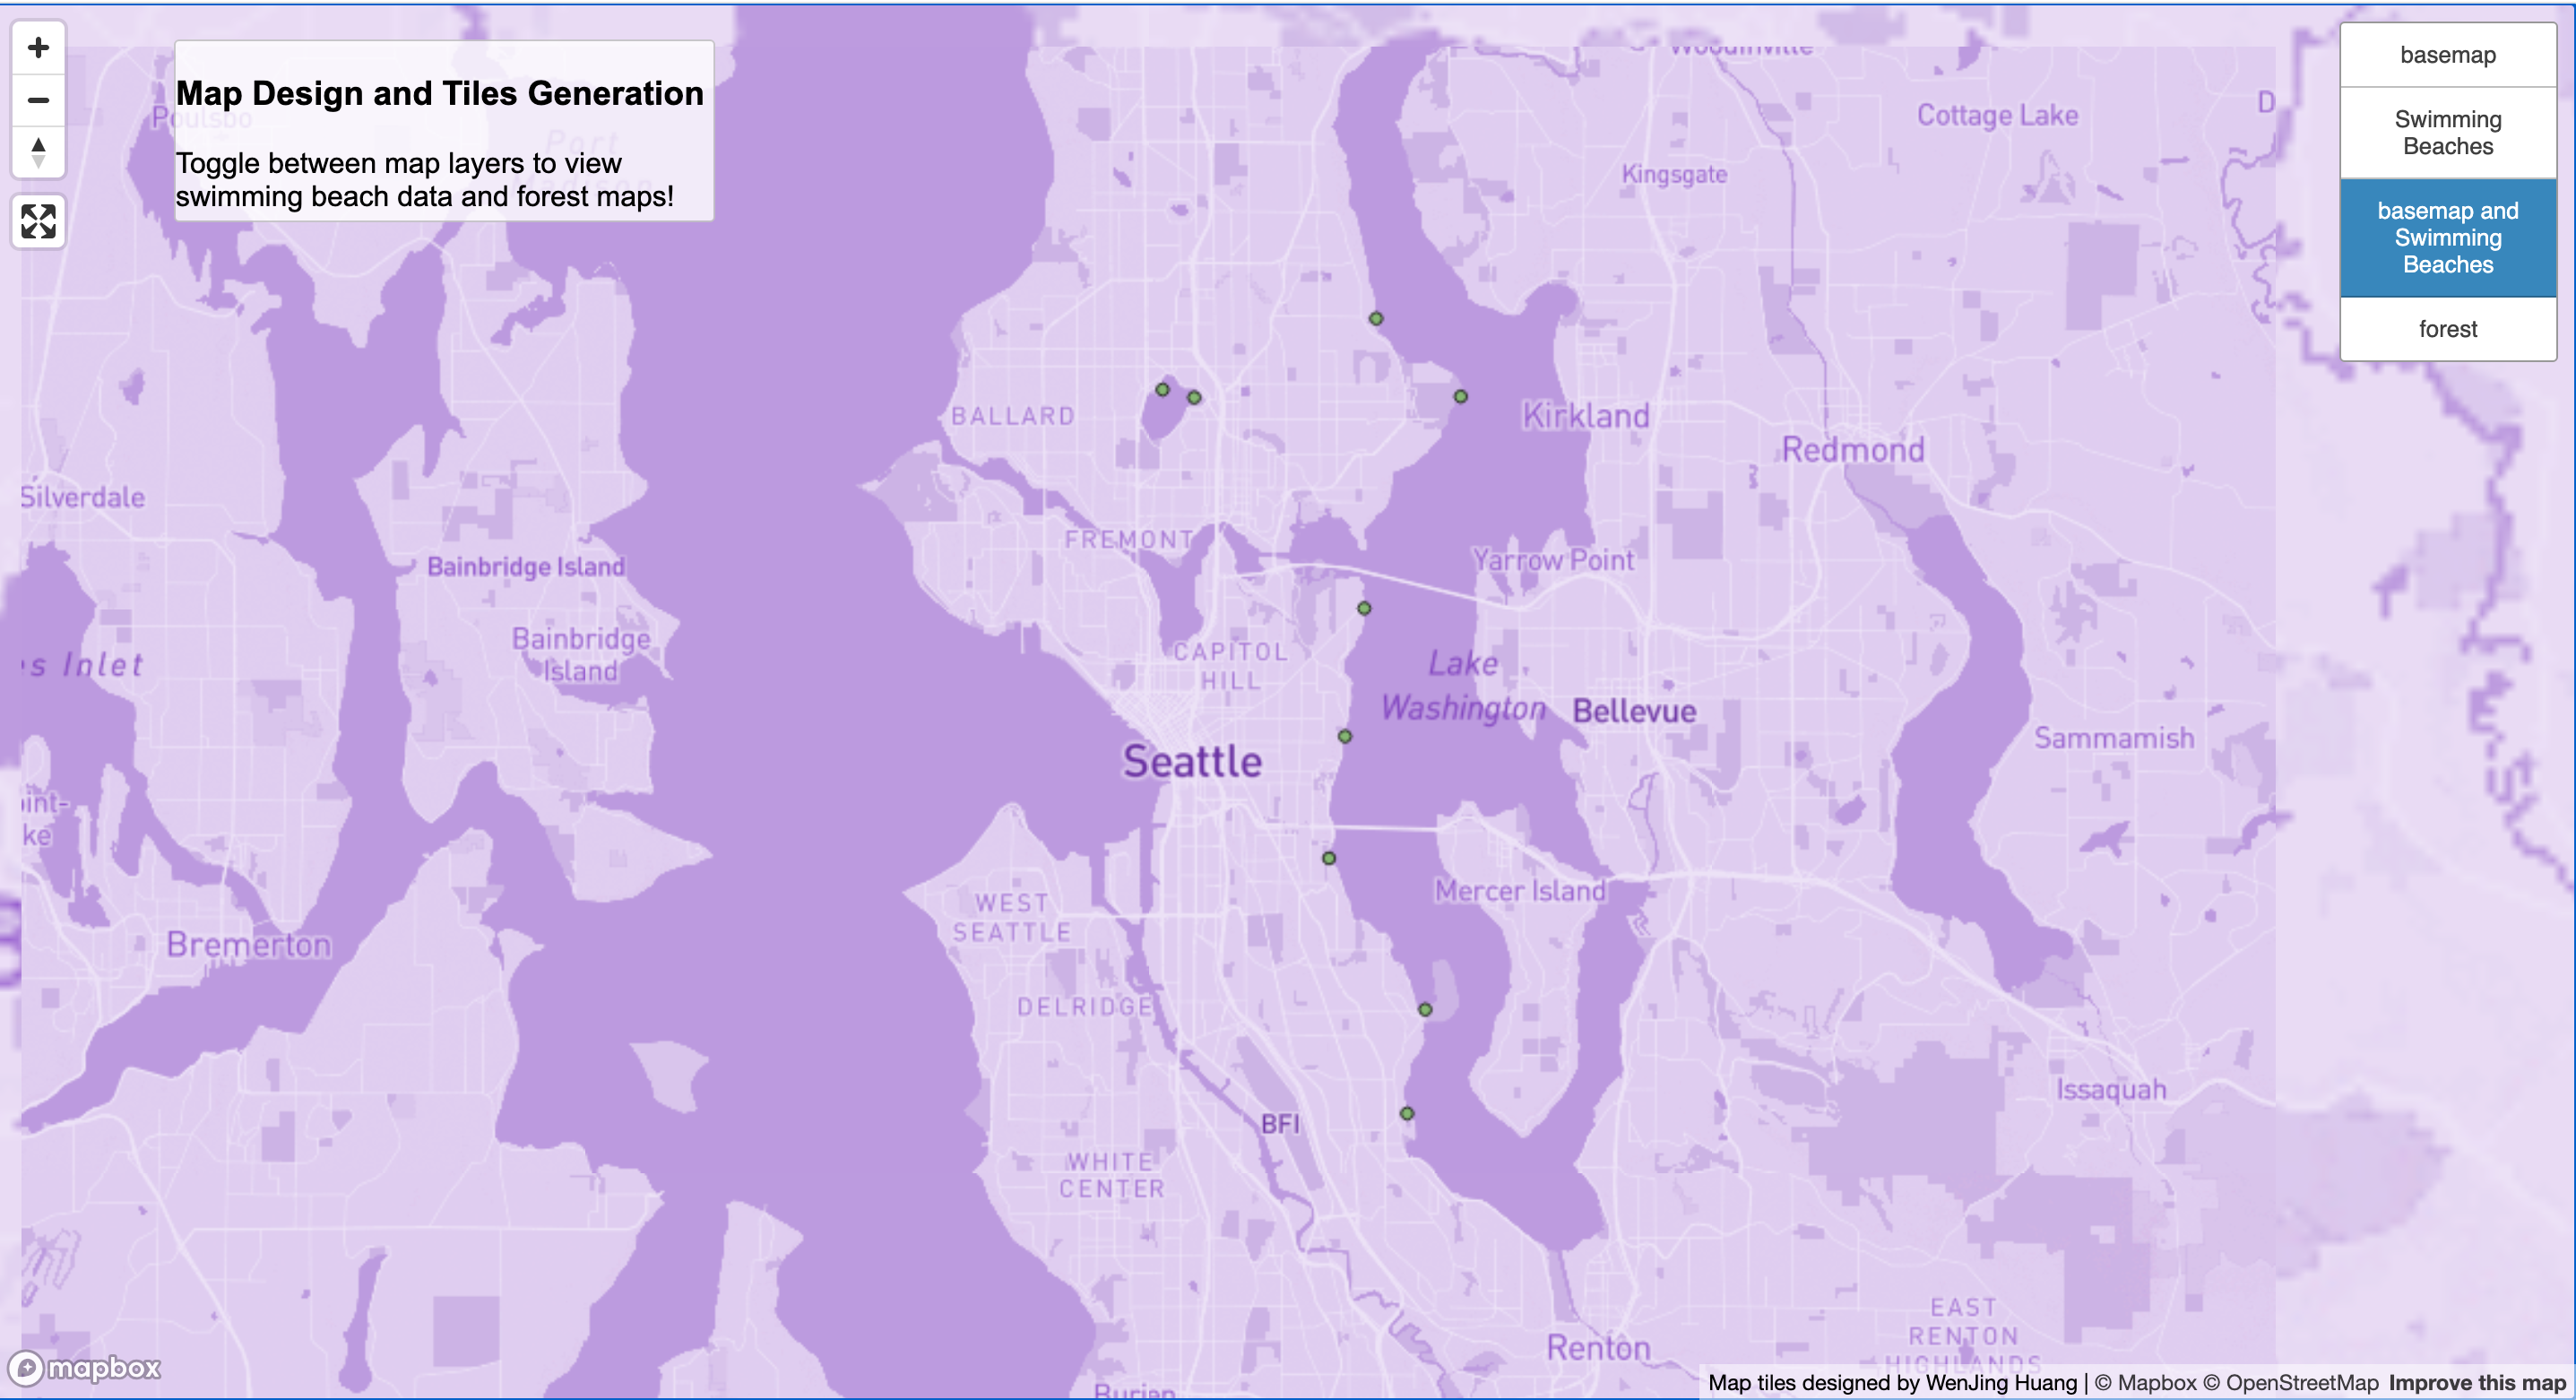 Map Design and Tiles Generation
Toggle between map layers to view
swimming beach data and forest maps!
basemap
Swimming
Beaches
basemap and
Swimming
Beaches
forest
Woodinville
Cottage Lake
D
Poulsbo
Port
Madison
Kingsgate
BALLARD
Kirkland
Redmond
Silverdale
FREMONT
Yarrow Point
Bainbridge Island
Bainbridge
Island
CAPITOL
HILL
s Inlet
Lake
Washington
Bellevue
Sammamish
Seattle
int-
ke
Mercer Island
WEST
SEATTLE
Bremerton
DELRIDGE
Issaquah
BFI
WHITE
CENTER
EAST
RENTON
HIGHLANDS
Renton
Burien
mapbox
Map tiles designed by WenJing Huang | © Mapbox © OpenStreetMap Improve this map